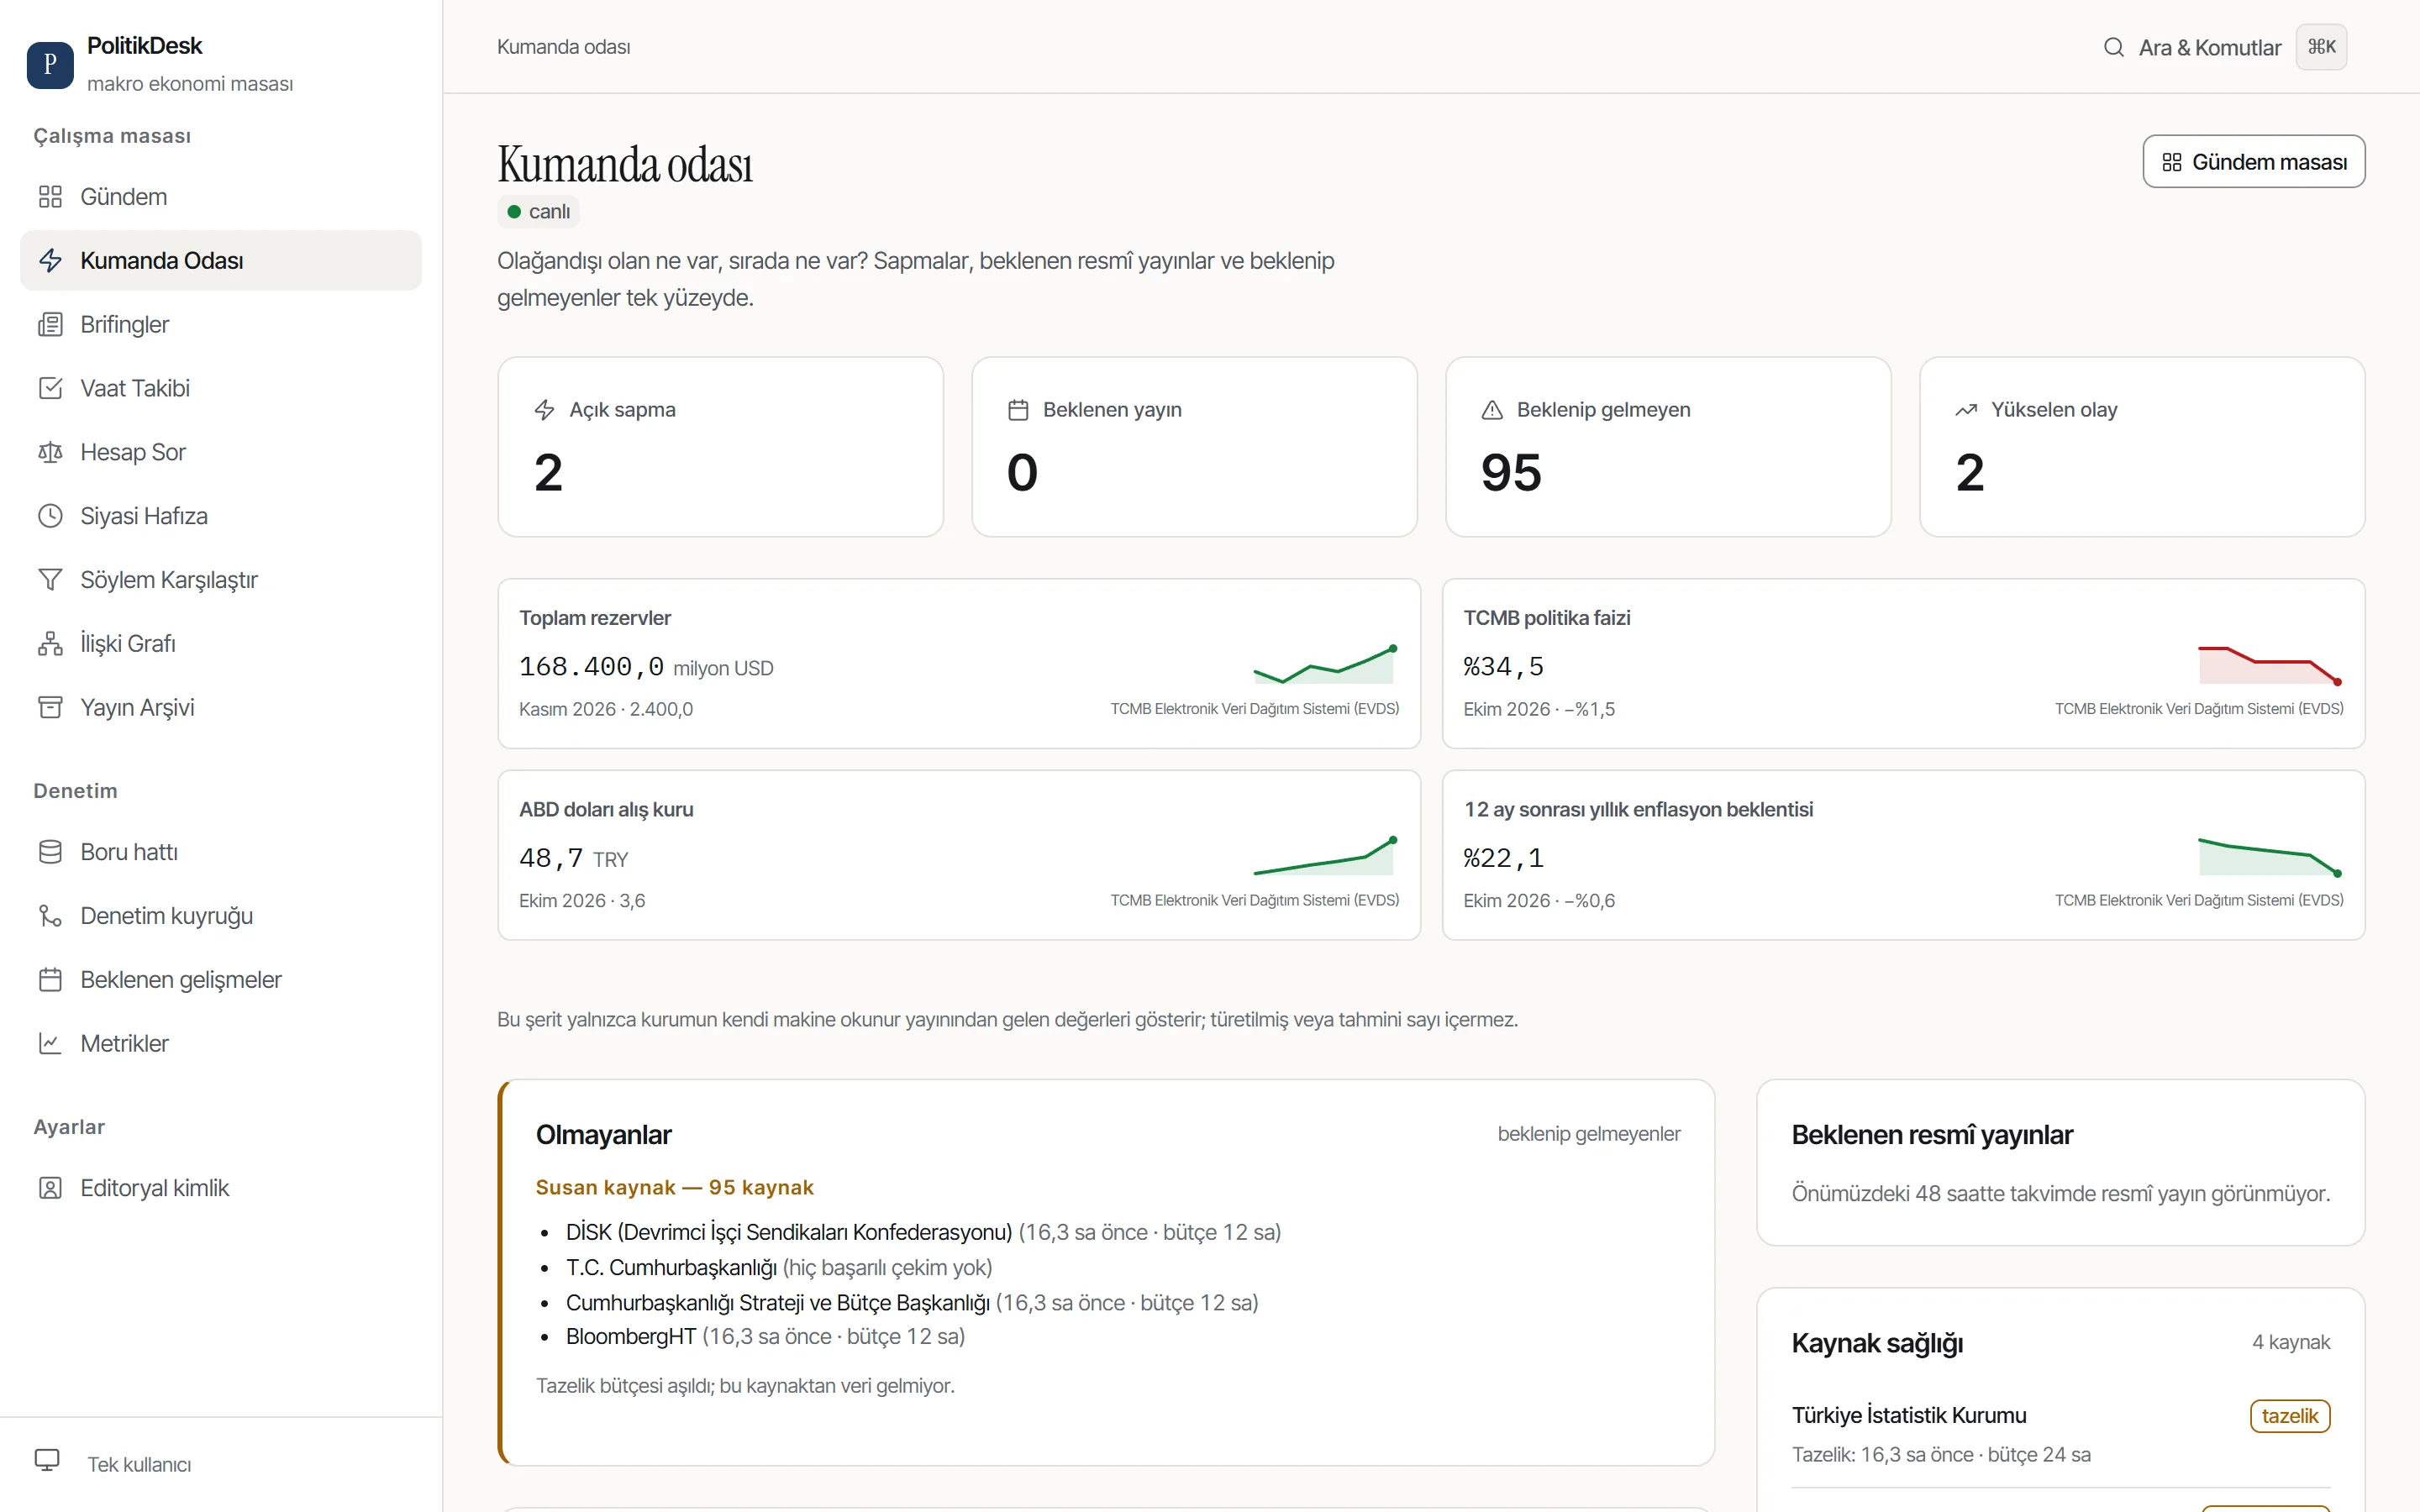 P
PolitikDesk
makro ekonomi masası
Çalışma masası
Gündem
Kumanda Odası
Brifingler
Vaat Takibi
Hesap Sor
Siyasi Hafıza
Söylem Karşılaştır
İlişki Grafı
Yayın Arşivi
Denetim
Boru hattı
Denetim kuyruğu
Beklenen gelişmeler
Metrikler
Ayarlar
Editoryal kimlik
Tek kullanıcı
Kumanda odası
Ara & Komutlar ⌘K
Kumanda odası
Gündem masası
canlı
Olağandışı olan ne var, sırada ne var? Sapmalar, beklenen resmî yayınlar ve beklenip
gelmeyenler tek yüzeyde.
Açık sapma
2
Beklenen yayın
0
Beklenip gelmeyen
95
Yükselen olay
2
Toplam rezervler
168.400,0 milyon USD
Kasım 2026 · 2.400,0
TCMB Elektronik Veri Dağıtım Sistemi (EVDS)
TCMB politika faizi
%34,5
Ekim 2026 · −%1,5
TCMB Elektronik Veri Dağıtım Sistemi (EVDS)
ABD doları alış kuru
48,7 TRY
Ekim 2026 · 3,6
TCMB Elektronik Veri Dağıtım Sistemi (EVDS)
12 ay sonrası yıllık enflasyon beklentisi
%22,1
Ekim 2026 · −%0,6
TCMB Elektronik Veri Dağıtım Sistemi (EVDS)
Bu şerit yalnızca kurumun kendi makine okunur yayınından gelen değerleri gösterir; türetilmiş veya tahmini sayı içermez.
Olmayanlar
beklenip gelmeyenler
Susan kaynak — 95 kaynak
• DİSK (Devrimci İşçi Sendikaları Konfederasyonu) (16,3 sa önce · bütçe 12 sa)
• T.C. Cumhurbaşkanlığı (hiç başarılı çekim yok)
• Cumhurbaşkanlığı Strateji ve Bütçe Başkanlığı (16,3 sa önce · bütçe 12 sa)
• BloombergHT (16,3 sa önce · bütçe 12 sa)
Tazelik bütçesi aşıldı; bu kaynaktan veri gelmiyor.
Beklenen resmî yayınlar
Önümüzdeki 48 saatte takvimde resmî yayın görünmüyor.
Kaynak sağlığı
4 kaynak
Türkiye İstatistik Kurumu
tazelik
Tazelik: 16,3 sa önce · bütçe 24 sa